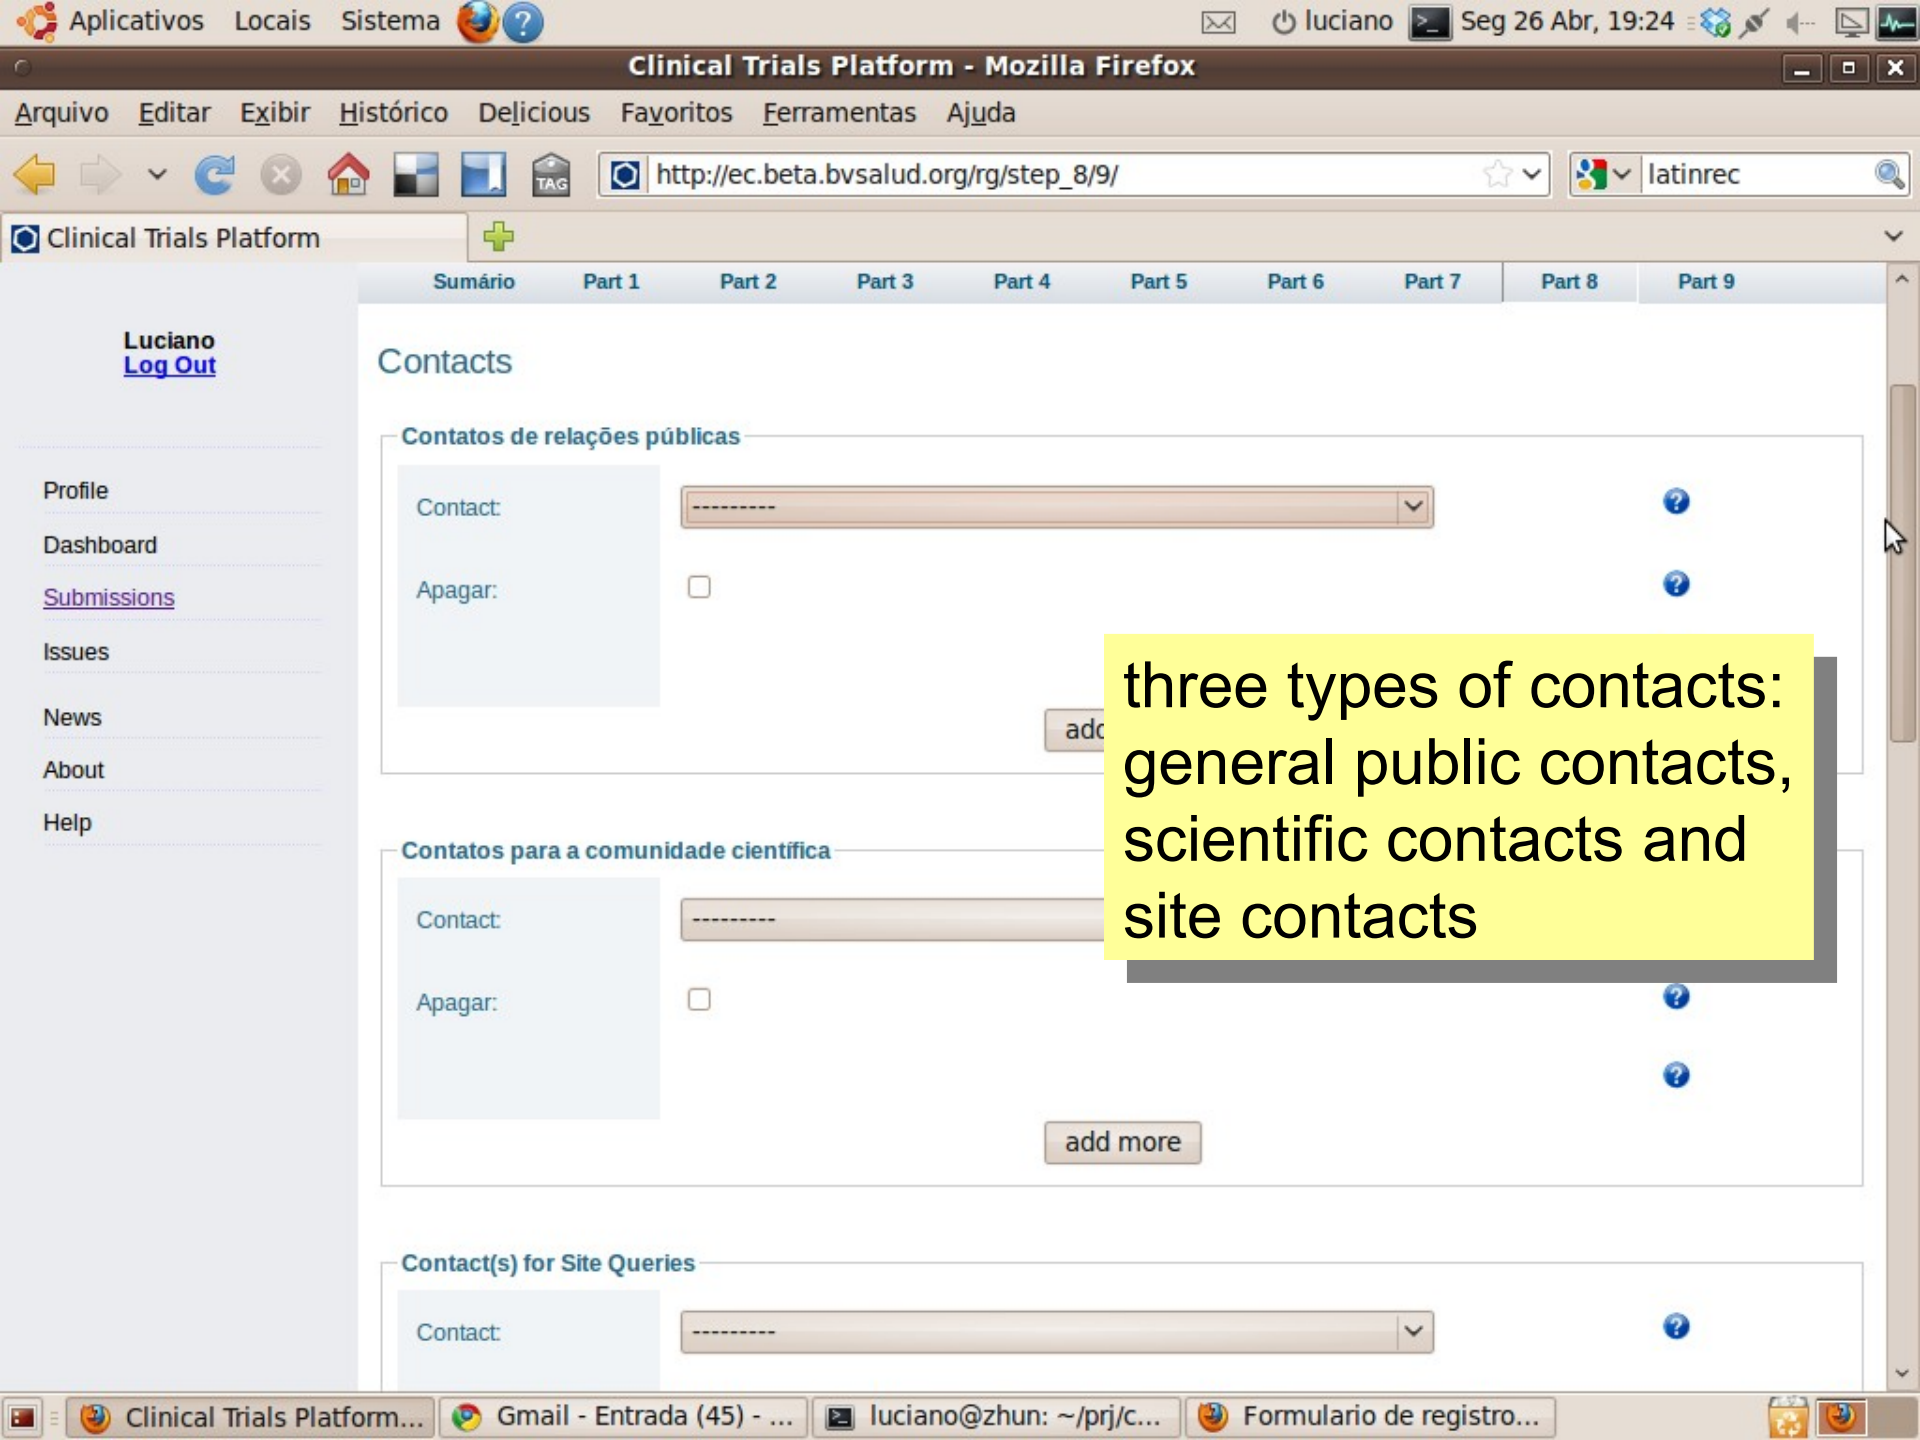 Aplicativos Locais Sistema luciano Seg 26 Abr, 19:24
Clinical Trials Platform - Mozilla Firefox
Arquivo Editar Exibir Histórico Delicious Favoritos Ferramentas Ajuda
TAG http://ec.beta.bvsalud.org/rg/step_8/9/ latinrec
Clinical Trials Platform
Sumário Part 1 Part 2 Part 3 Part 4 Part 5 Part 6 Part 7 Part 8 Part 9
Luciano
Log Out
Profile
Dashboard
Submissions
Issues
News
About
Help
Contacts
Contatos de relações públicas
Contact: ---------
Apagar:
three types of contacts:
general public contacts,
scientific contacts and
site contacts
Contatos para a comunidade científica
Contact: ---------
Apagar:
add more
Contact(s) for Site Queries
Contact: ---------
Clinical Trials Platform... Gmail - Entrada (45) - ... luciano@zhun: ~/prj/c... Formulario de registro...